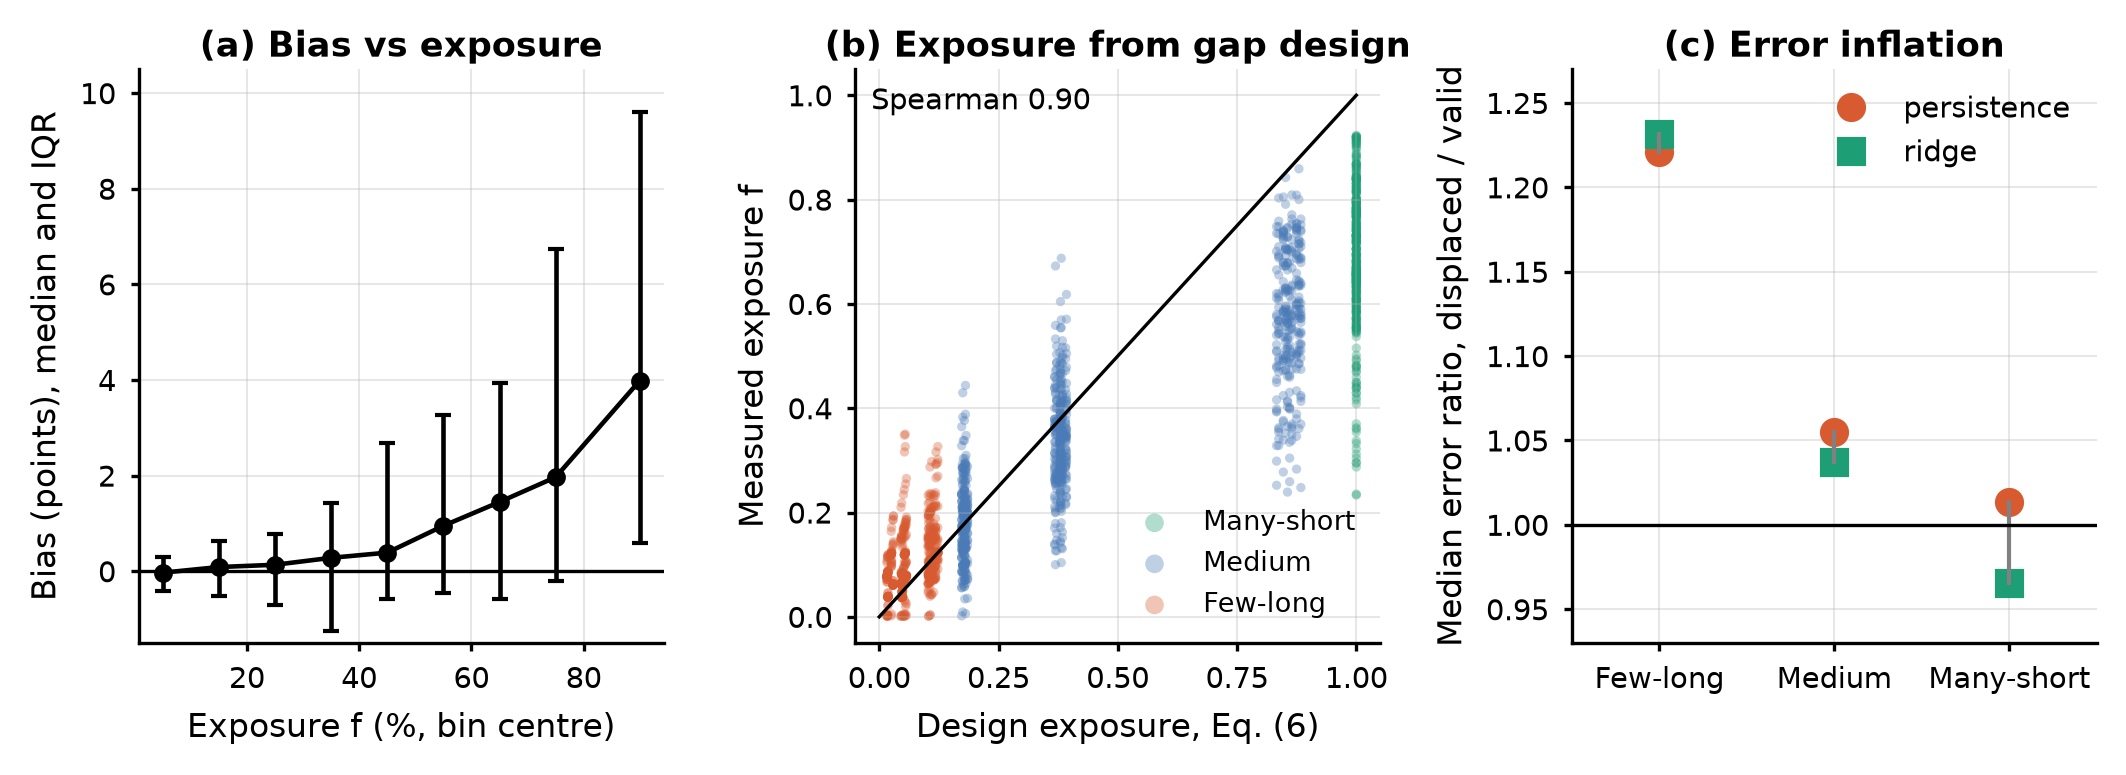 (a) Bias vs exposure
Bias (points), median and IQR
10
8
6
4
2
0
20 40 60 80
Exposure f (%, bin centre)
(b) Exposure from gap design
Spearman 0.90
Measured exposure f
1.0
0.8
0.6
0.4
0.2
0.0
Many-short
Medium
Few-long
0.00 0.25 0.50 0.75 1.00
Design exposure, Eq. (6)
(c) Error inflation
Median error ratio, displaced / valid
1.25
1.20
1.15
1.10
1.05
1.00
0.95
persistence
ridge
Few-long Medium Many-short